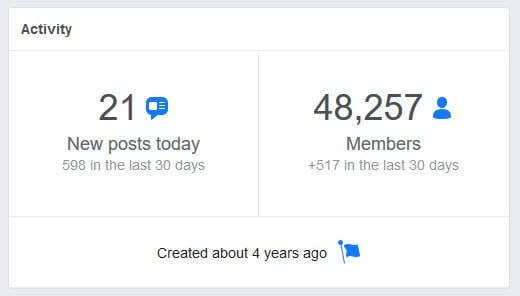 Activity
21
New posts today
598 in the last 30 days
48,257
Members
+517 in the last 30 days
Created about 4 years ago